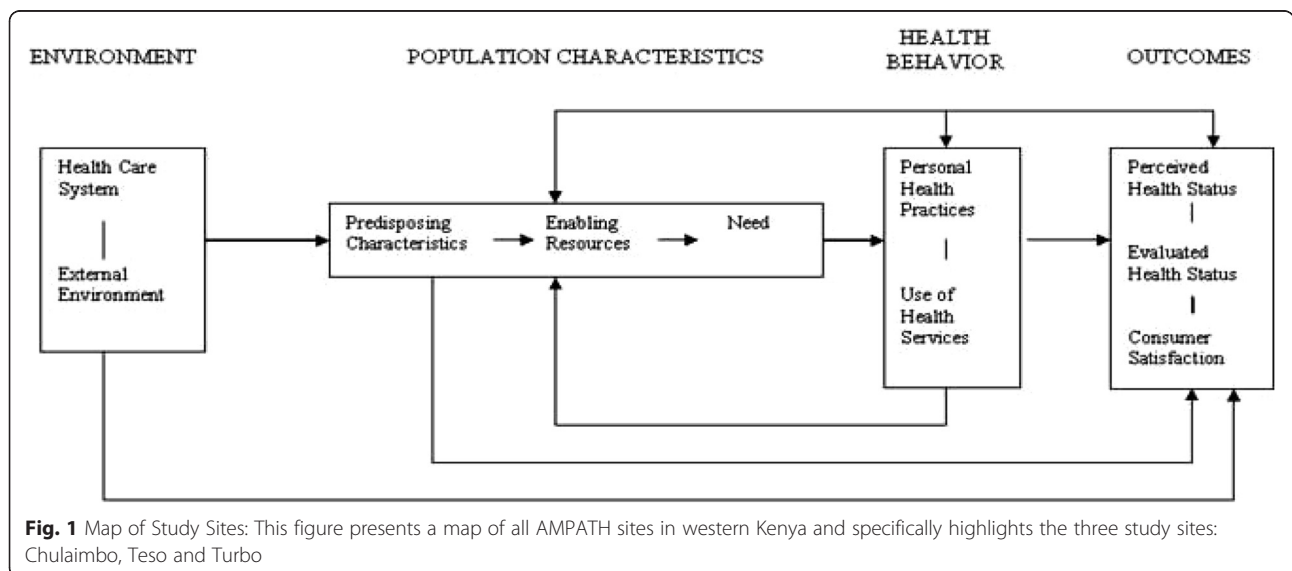 ENVIRONMENT
POPULATION CHARACTERISTICS
HEALTH
BEHAVIOR
OUTCOMES
Health Care
System
External
Environment
Predisposing
Characteristics
Enabling
Resources
Need
Personal
Health
Practices
Use of
Health
Services
Perceived
Health Status
Evaluated
Health Status
Consumer
Satisfaction
Fig. 1 Map of Study Sites: This figure presents a map of all AMPATH sites in western Kenya and specifically highlights the three study sites:
Chulaimbo, Teso and Turbo